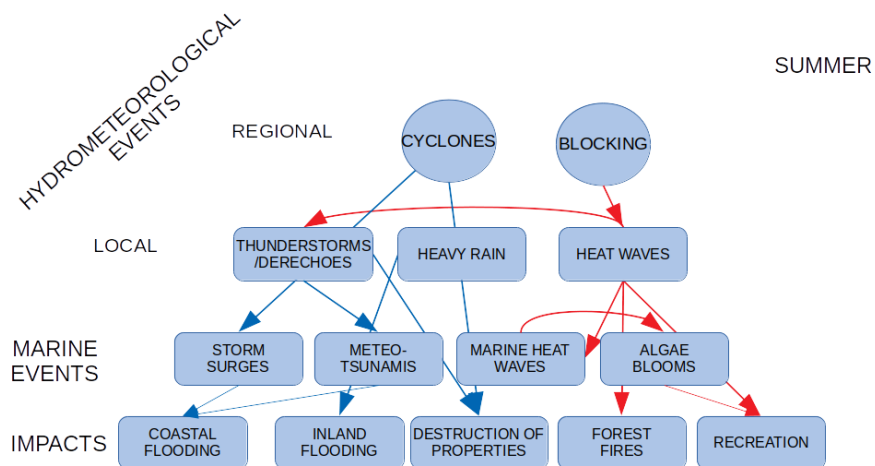 HYDROMETEOROLOGICAL
EVENTS
SUMMER
REGIONAL
CYCLONES
BLOCKING
LOCAL
THUNDERSTORMS
/DERECHOES
HEAVY RAIN
HEAT WAVES
MARINE
EVENTS
STORM
SURGES
METEO-
TSUNAMIS
MARINE HEAT
WAVES
ALGAE
BLOOMS
IMPACTS
COASTAL
FLOODING
INLAND
FLOODING
DESTRUCTION OF
PROPERTIES
FOREST
FIRES
RECREATION